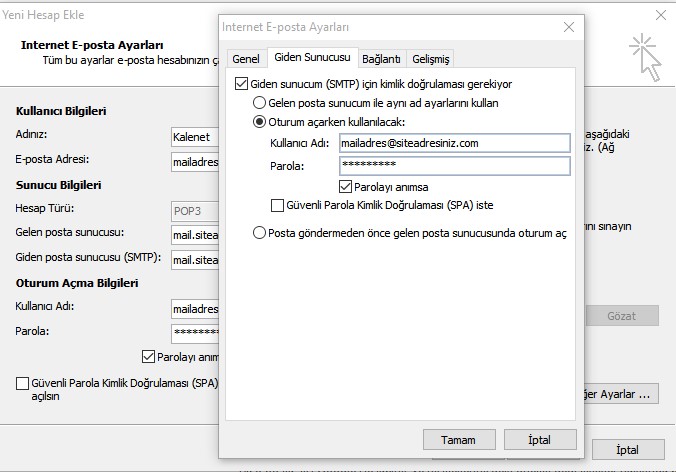 Yeni Hesap Ekle
Internet E-posta Ayarları
Tüm bu ayarlar e-posta hesabınızın
Kullanıcı Bilgileri
Adınız:
Kalenet
E-posta Adresi:
mailadres
Sunucu Bilgileri
Hesap Türü:
POP3
Gelen posta sunucusu:
mail.sitea
Giden posta sunucusu (SMTP):
mail.sitea
Oturum Açma Bilgileri
Kullanıcı Adı:
mailadres
Parola:
********
Parolayı anım
Güvenli Parola Kimlik Doğrulaması (SPA)
açılsın
Internet E-posta Ayarları
Genel
Giden Sunucusu
Bağlantı
Gelişmiş
Giden sunucum (SMTP) için kimlik doğrulaması gerekiyor
Gelen posta sunucum ile aynı ad ayarlarını kullan
Oturum açarken kullanılacak:
Kullanıcı Adı:
mailadres@siteadresiniz.com
Parola:
*********
Parolayı anımsa
Güvenli Parola Kimlik Doğrulaması (SPA) iste
Posta göndermeden önce gelen posta sunucusunda oturum aç
Tamam
İptal
aşağıdaki
iz. (Ağ
ını sınayın
Gözat
ğer Ayarlar ...
İptal